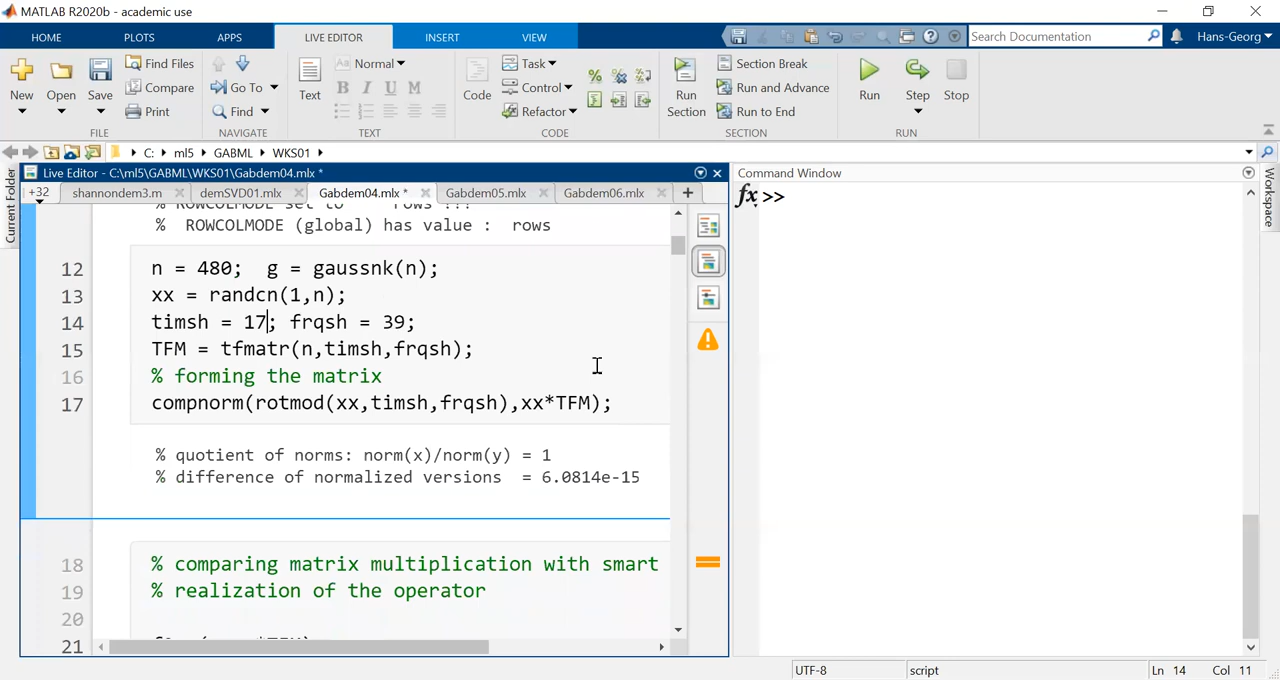 MATLAB R2020b - academic use
HOME PLOTS APPS LIVE EDITOR INSERT VIEW Search Documentation Hans-Georg
New Open Save Find Files Compare Print
Go To Find
Text Aa Normal B I U M
Code Task Control Refactor
Run Section Section Break Run and Advance Run to End
Run Step Stop
FILE NAVIGATE TEXT CODE SECTION RUN
C: ml5 GABML WKS01
Current Folder
Live Editor - C:\ml5\GABML\WKS01\Gabdem04.mlx *
+32 shannondem3.m demSVD01.mlx Gabdem04.mlx * Gabdem05.mlx Gabdem06.mlx +
% ROWCOLMODE set to rows !!!
% ROWCOLMODE (global) has value : rows
12 n = 480; g = gaussnk(n);
13 xx = randcn(1,n);
14 timsh = 17; frqsh = 39;
15 TFM = tfmatr(n,timsh,frqsh);
16 % forming the matrix
17 compnorm(rotmod(xx,timsh,frqsh),xx*TFM);
% quotient of norms: norm(x)/norm(y) = 1
% difference of normalized versions = 6.0814e-15
18 % comparing matrix multiplication with smart
19 % realization of the operator
20
21
Command Window
fx >>
Workspace
UTF-8 script Ln 14 Col 11